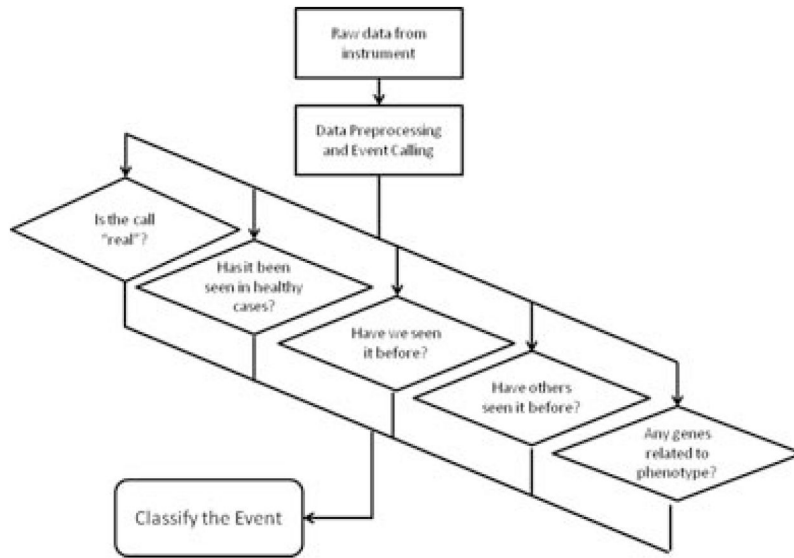 Raw data from
instrument
Data Preprocessing
and Event Calling
Is the call
"real"?
Has it been
seen in healthy
cases?
Have we seen
it before?
Have others
seen it before?
Any genes
related to
phenotype?
Classify the Event